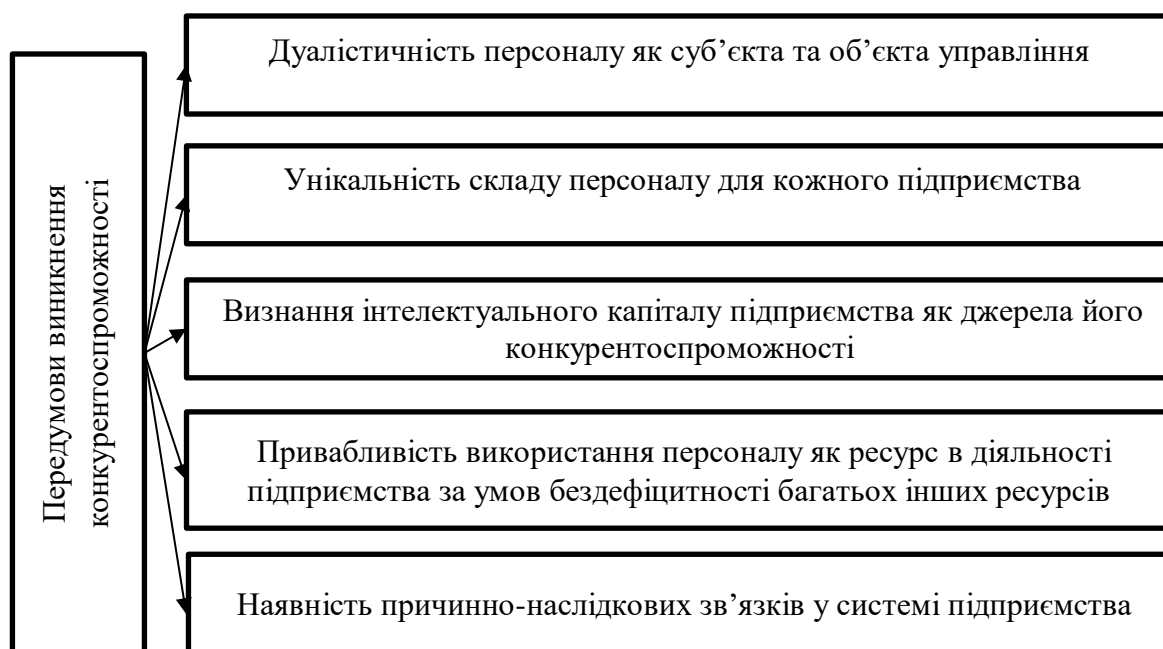 Передумови виникнення
конкурентоспроможності
Дуалістичність персоналу як суб’єкта та об’єкта управління
Унікальність складу персоналу для кожного підприємства
Визнання інтелектуального капіталу підприємства як джерела його
конкурентоспроможності
Привабливість використання персоналу як ресурс в діяльності
підприємства за умов бездефіцитності багатьох інших ресурсів
Наявність причинно-наслідкових зв’язків у системі підприємства